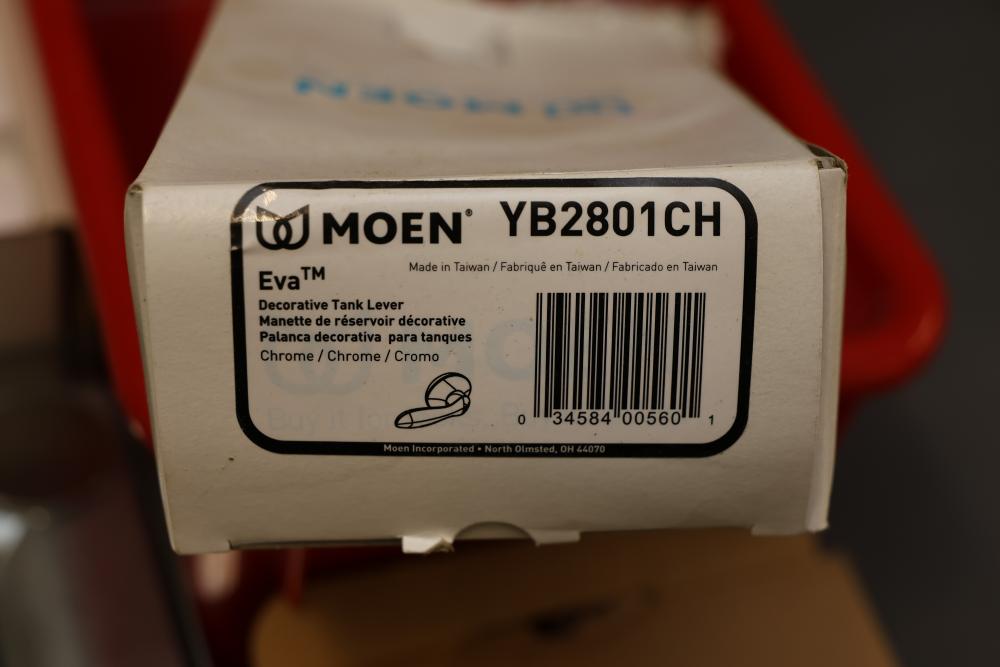 MOEN
MOEN® YB2801CH
Made in Taiwan / Fabriquê en Taiwan / Fabricado en Taiwan
Eva™
Decorative Tank Lever
Manette de réservoir décorative
Palanca decorativa para tanques
Chrome / Chrome / Cromo
0 34584 00560 1
Moen Incorporated • North Olmsted, OH 44070